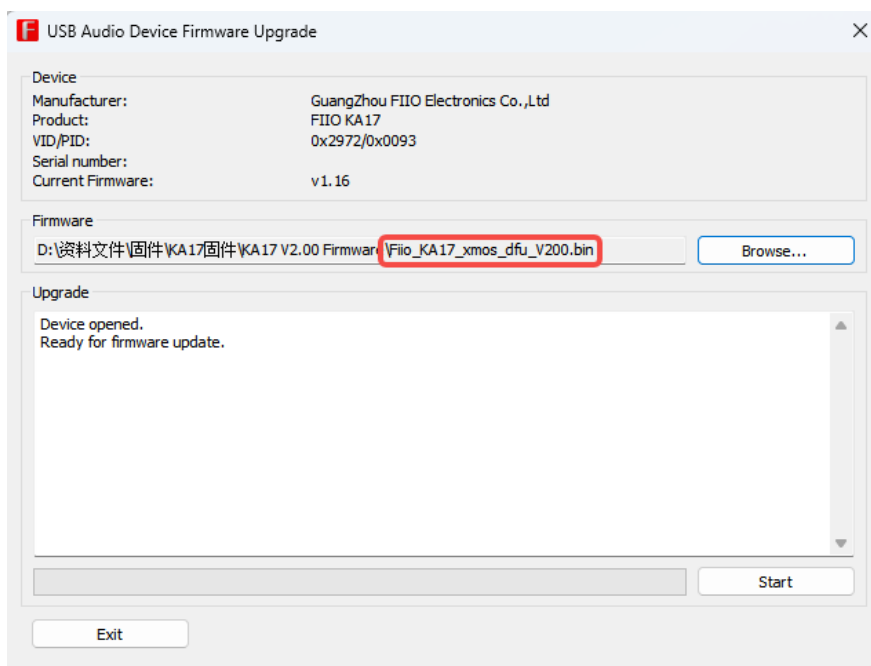 F USB Audio Device Firmware Upgrade
Device
Manufacturer: GuangZhou FIIO Electronics Co.,Ltd
Product: FIIO KA17
VID/PID: 0x2972/0x0093
Serial number:
Current Firmware: v1.16
Firmware
D:\资料文件\固件\KA17固件\KA17 V2.00 Firmwar \Fiio_KA17_xmos_dfu_V200.bin Browse...
Upgrade
Device opened.
Ready for firmware update.
Start
Exit